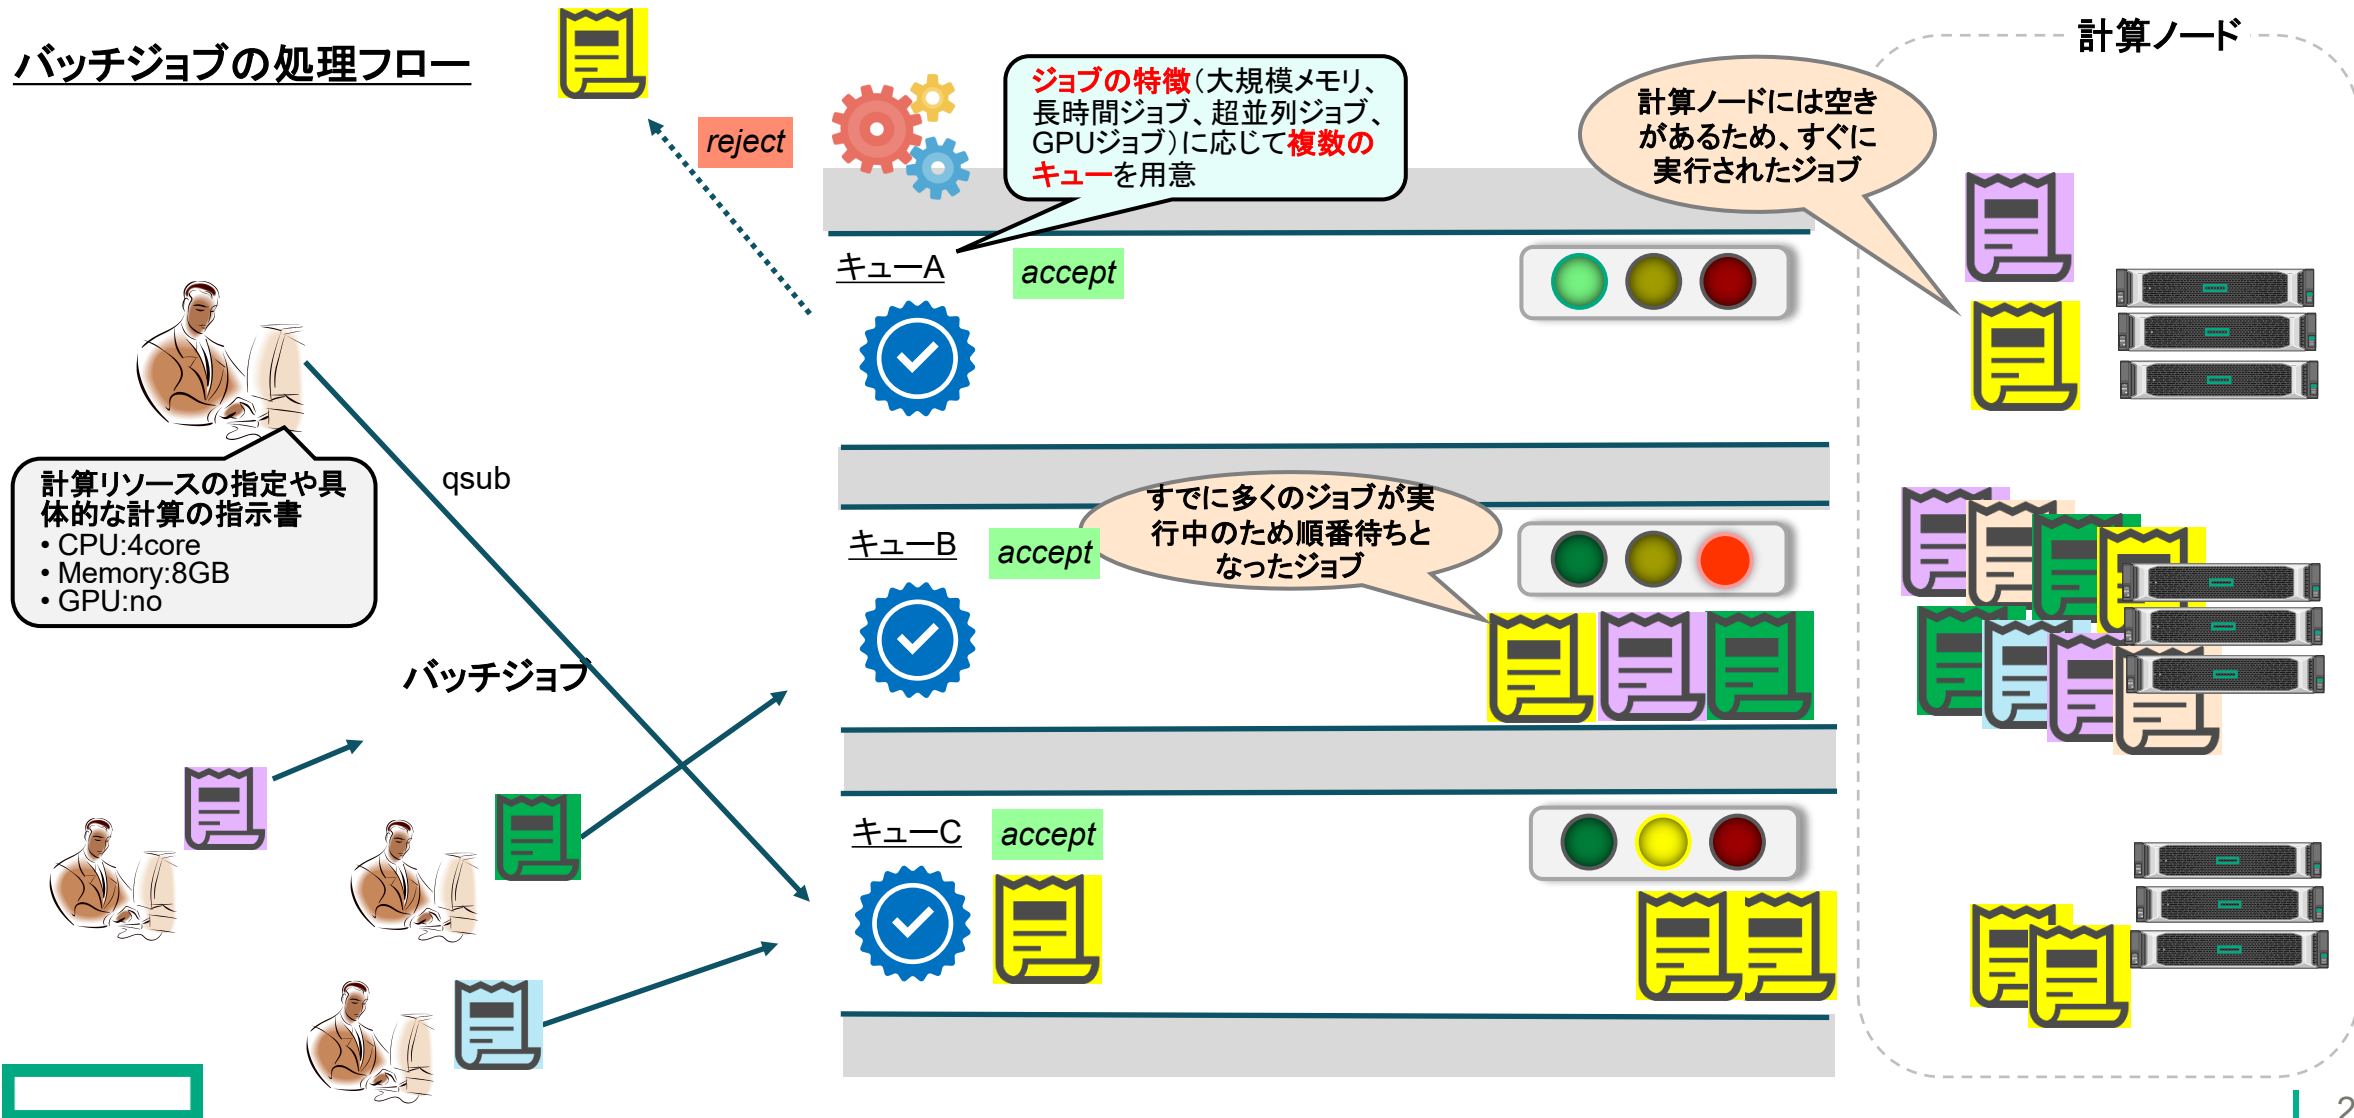 バッチジョブの処理フロー
reject
ジョブの特徴（大規模メモリ、
長時間ジョブ、超並列ジョブ、
GPUジョブ）に応じて複数の
キューを用意
計算ノード
計算ノードには空き
があるため、すぐに
実行されたジョブ
キューA
accept
計算リソースの指定や具
体的な計算の指示書
• CPU:4core
• Memory:8GB
• GPU:no
qsub
バッチジョブ
キューB
accept
すでに多くのジョブが実
行中のため順番待ちと
なったジョブ
キューC
accept
2